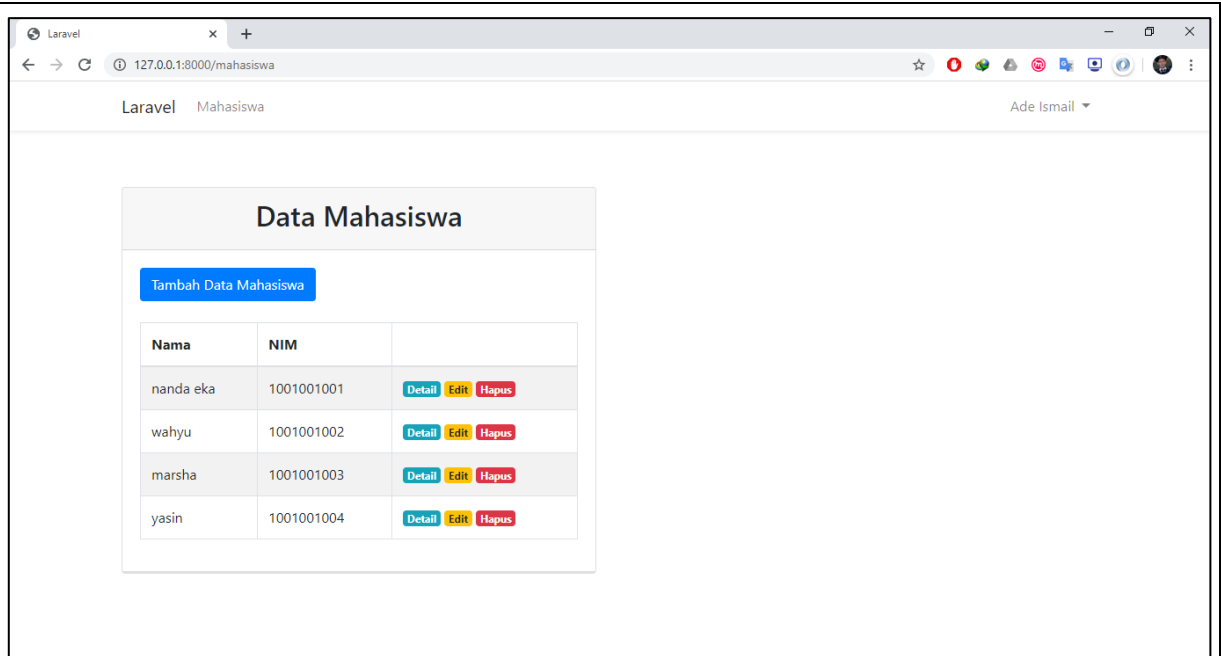 Laravel
127.0.0.1:8000/mahasiswa
Laravel Mahasiswa Ade Ismail
Data Mahasiswa
Tambah Data Mahasiswa
Nama NIM
nanda eka 1001001001 Detail Edit Hapus
wahyu 1001001002 Detail Edit Hapus
marsha 1001001003 Detail Edit Hapus
yasin 1001001004 Detail Edit Hapus